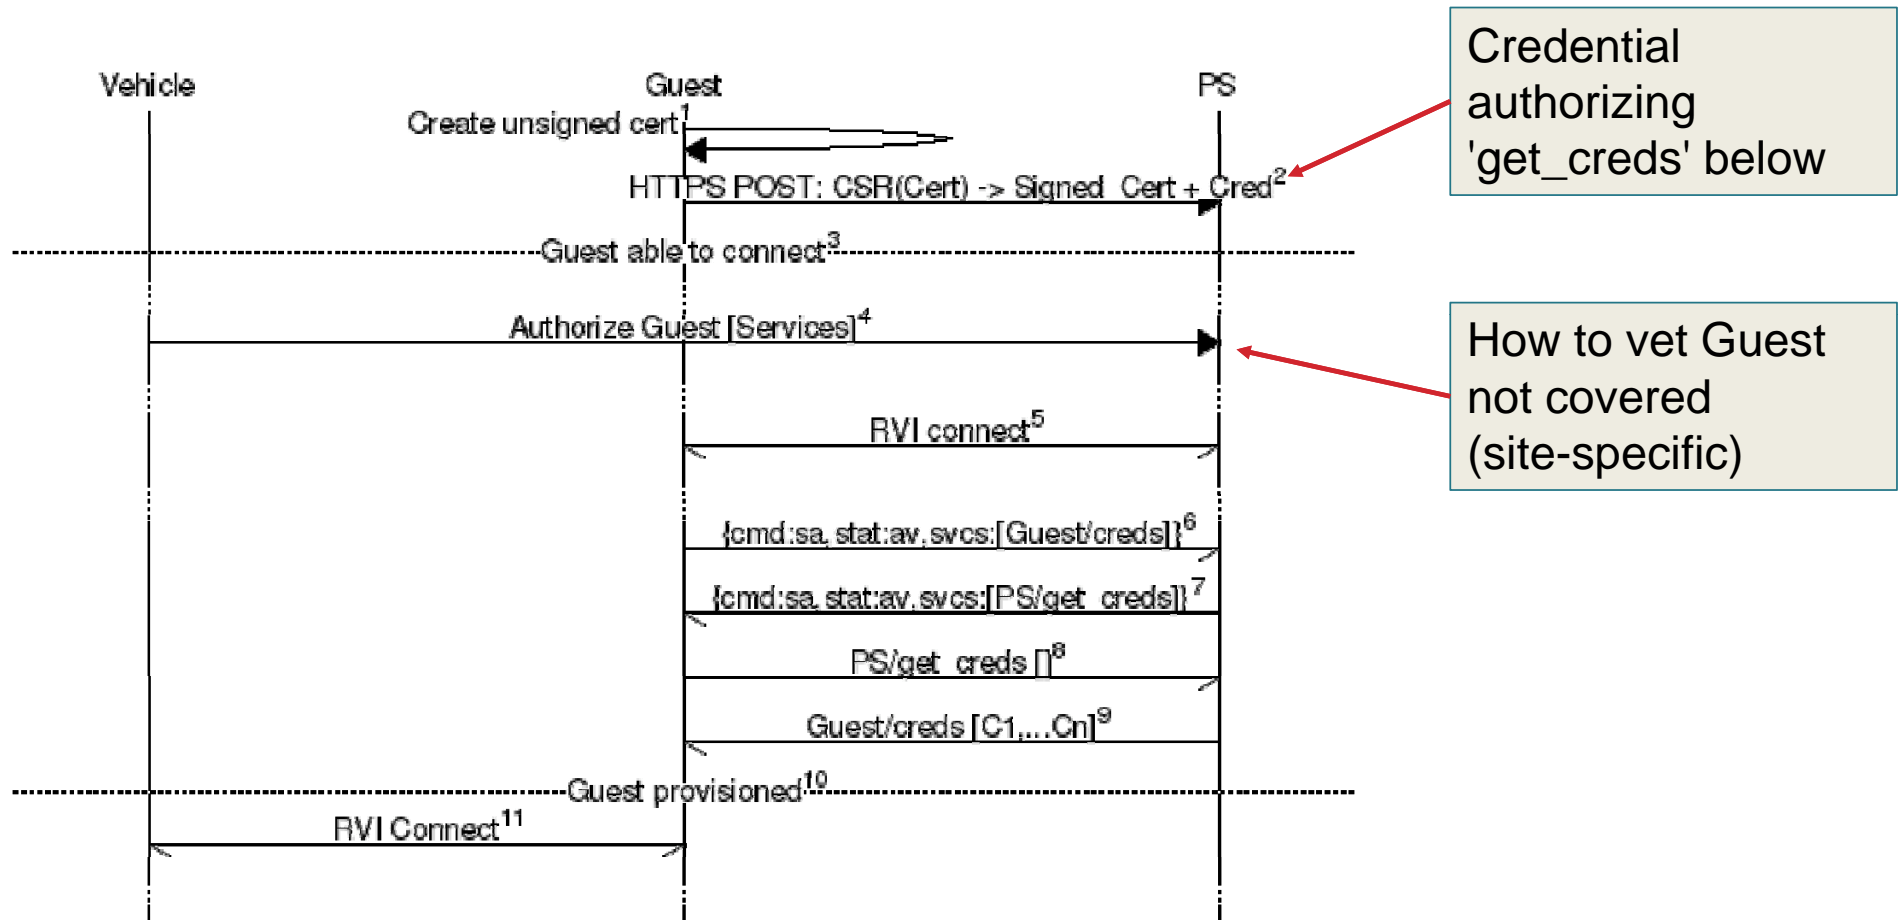 Vehicle
Guest
PS
Create unsigned cert1
HTTPS POST: CSR(Cert) -> Signed_Cert + Cred2
Guest able to connect3
Authorize Guest [Services]4
RVI connect5
{cmd:sa,stat:av,svcs:[Guest/creds]}6
{cmd:sa,stat:av,svcs:[PS/get_creds]}7
PS/get_creds []8
Guest/creds [C1,...Cn]9
Guest provisioned10
RVI Connect11
Credential
authorizing
'get_creds' below
How to vet Guest
not covered
(site-specific)